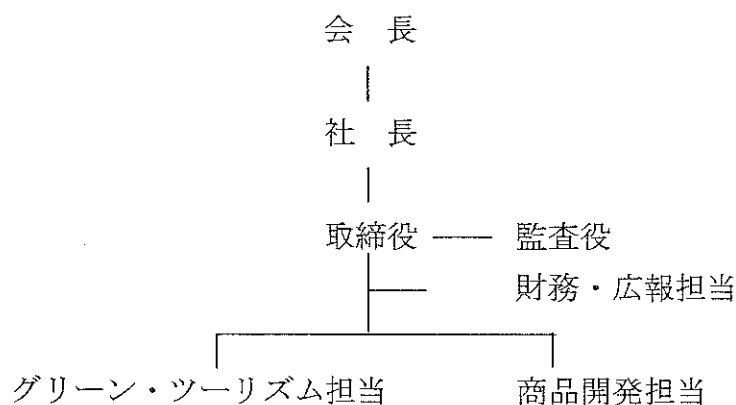 会 長
社 長
取締役 監査役
財務・広報担当
グリーン・ツーリズム担当 商品開発担当